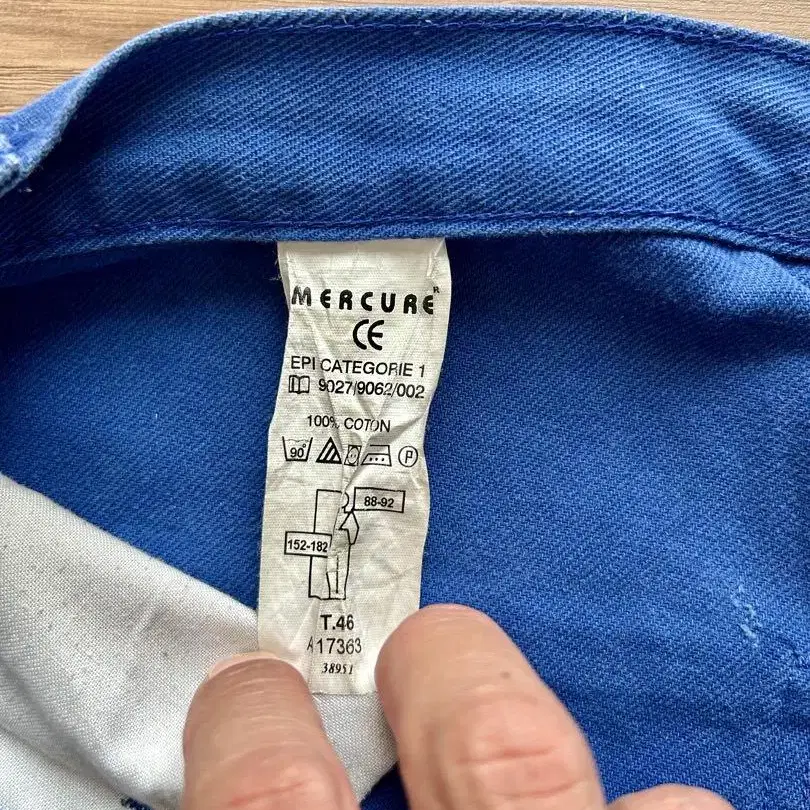 MERCURE R
CE
EPI CATEGORIE 1
9027/9062/002
100% COTON
90° P
88-92
152-182
T.46
A17363
38951